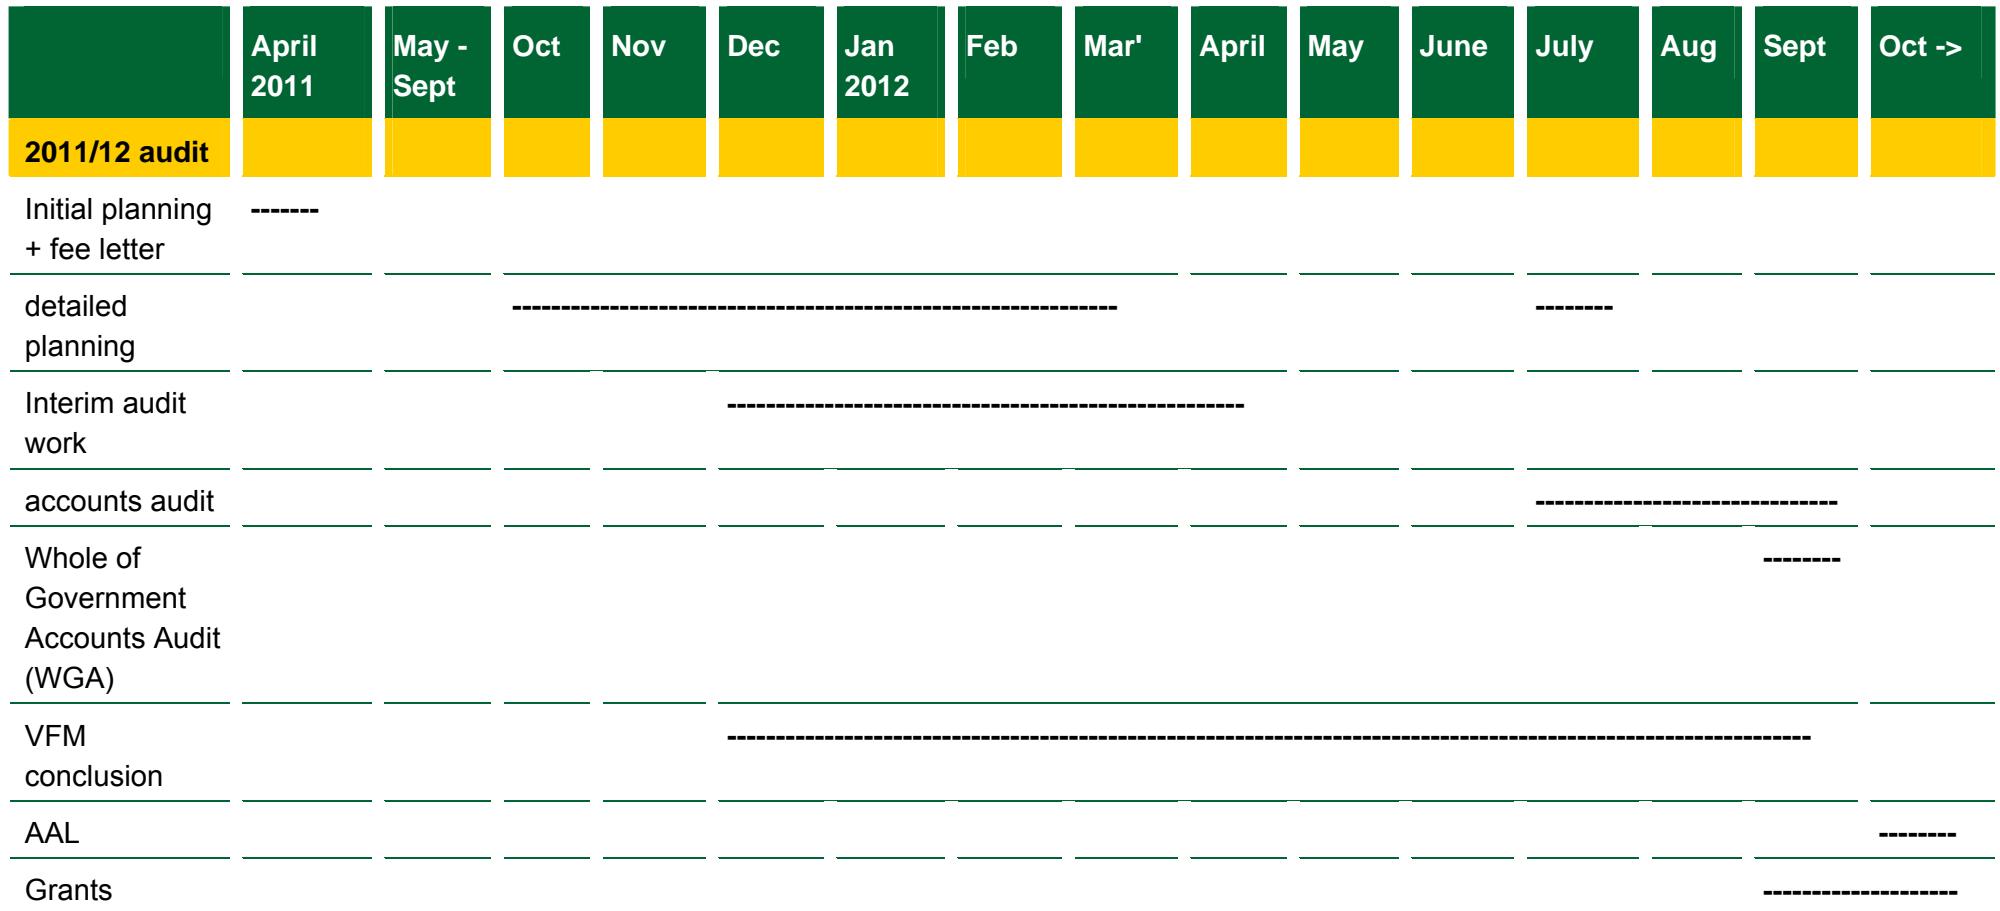 April 2011 May - Sept Oct Nov Dec Jan 2012 Feb Mar' April May June July Aug Sept Oct ->
2011/12 audit
Initial planning -------
+ fee letter
detailed -------------------------------------------------------------- --------
planning
Interim audit -----------------------------------------------------
work
accounts audit -------------------------------
Whole of --------
Government
Accounts Audit
(WGA)
VFM ---------------------------------------------------------------------------------------------------------------
conclusion
AAL --------
Grants --------------------